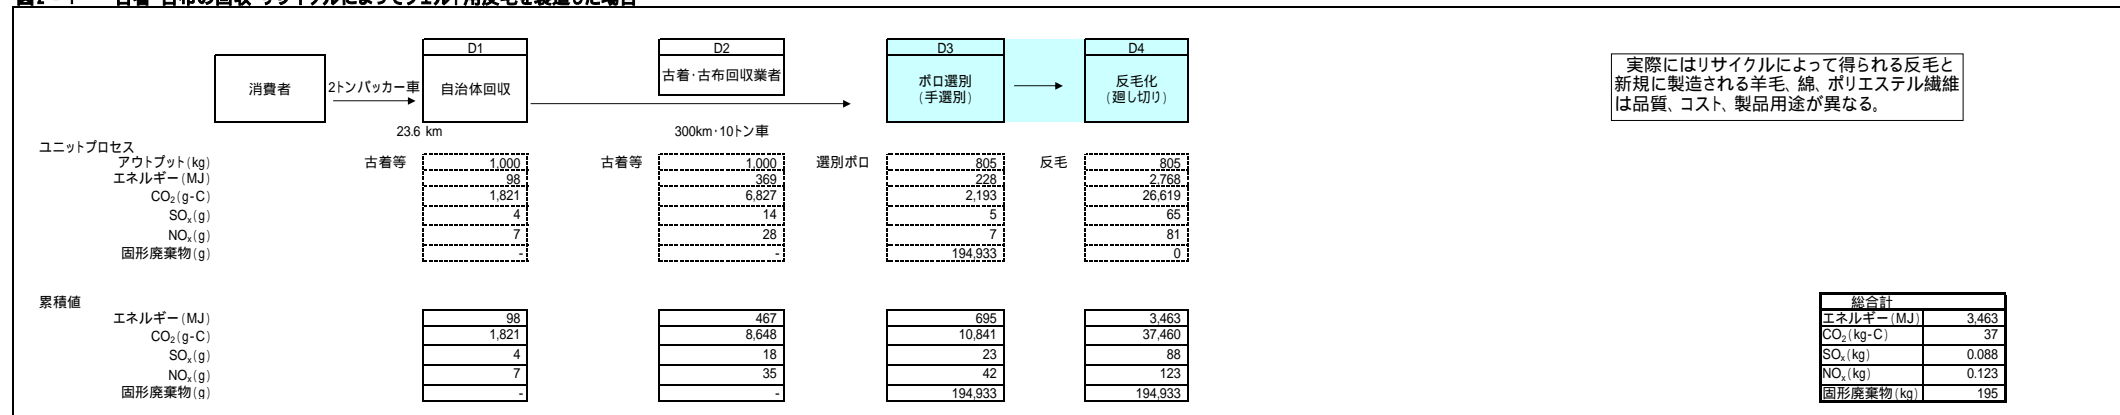 D1 D2 D3 D4
消費者 2トンパッカー車 自治体回収 古着・古布回収業者 ボロ選別 (手選別) 反毛化 (廻し切り)
実際にはリサイクルによって得られる反毛と
新規に製造される羊毛、綿、ポリエステル繊維
は品質、コスト、製品用途が異なる。
23.6 km 300km・10トン車
ユニットプロセス
アウトプット(kg) 古着等 1,000 古着等 1,000 選別ボロ 805 反毛 805
エネルギー(MJ) 98 369 228 2,768
CO₂(g-C) 1,821 6,827 2,193 26,619
SOₓ(g) 4 14 5 65
NOₓ(g) 7 28 7 81
固形廃棄物(g) - - 194,933 0
累積値
エネルギー(MJ) 98 467 695 3,463
CO₂(g-C) 1,821 8,648 10,841 37,460
SOₓ(g) 4 18 23 88
NOₓ(g) 7 35 42 123
固形廃棄物(g) - - 194,933 194,933
総合計
エネルギー(MJ) 3,463
CO₂(kg-C) 37
SOₓ(kg) 0.088
NOₓ(kg) 0.123
固形廃棄物(kg) 195